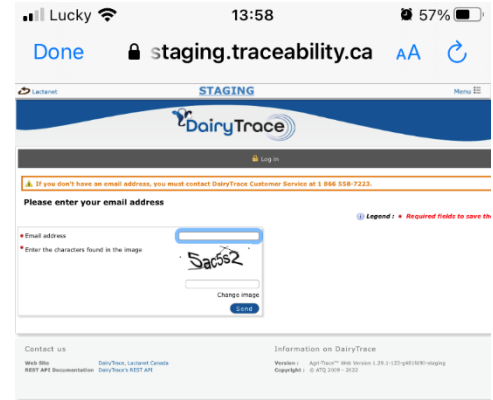 Lucky 13:58 57%
Done staging.traceability.ca AA
Lactanet STAGING Menu
DairyTrace
Log in
If you don't have an email address, you must contact DairyTrace Customer Service at 1 866 558-7223.
Please enter your email address
Legend : * Required fields to save the
* Email address
* Enter the characters found in the image
5ac5s2
Change image
Send
Contact us Information on DairyTrace
Web Site DairyTrace, Lactanet Canada Version : Agri-Trace™ Web Version
REST API Documentation DairyTrace's REST API Copyright : © ATQ 2009 - 2022